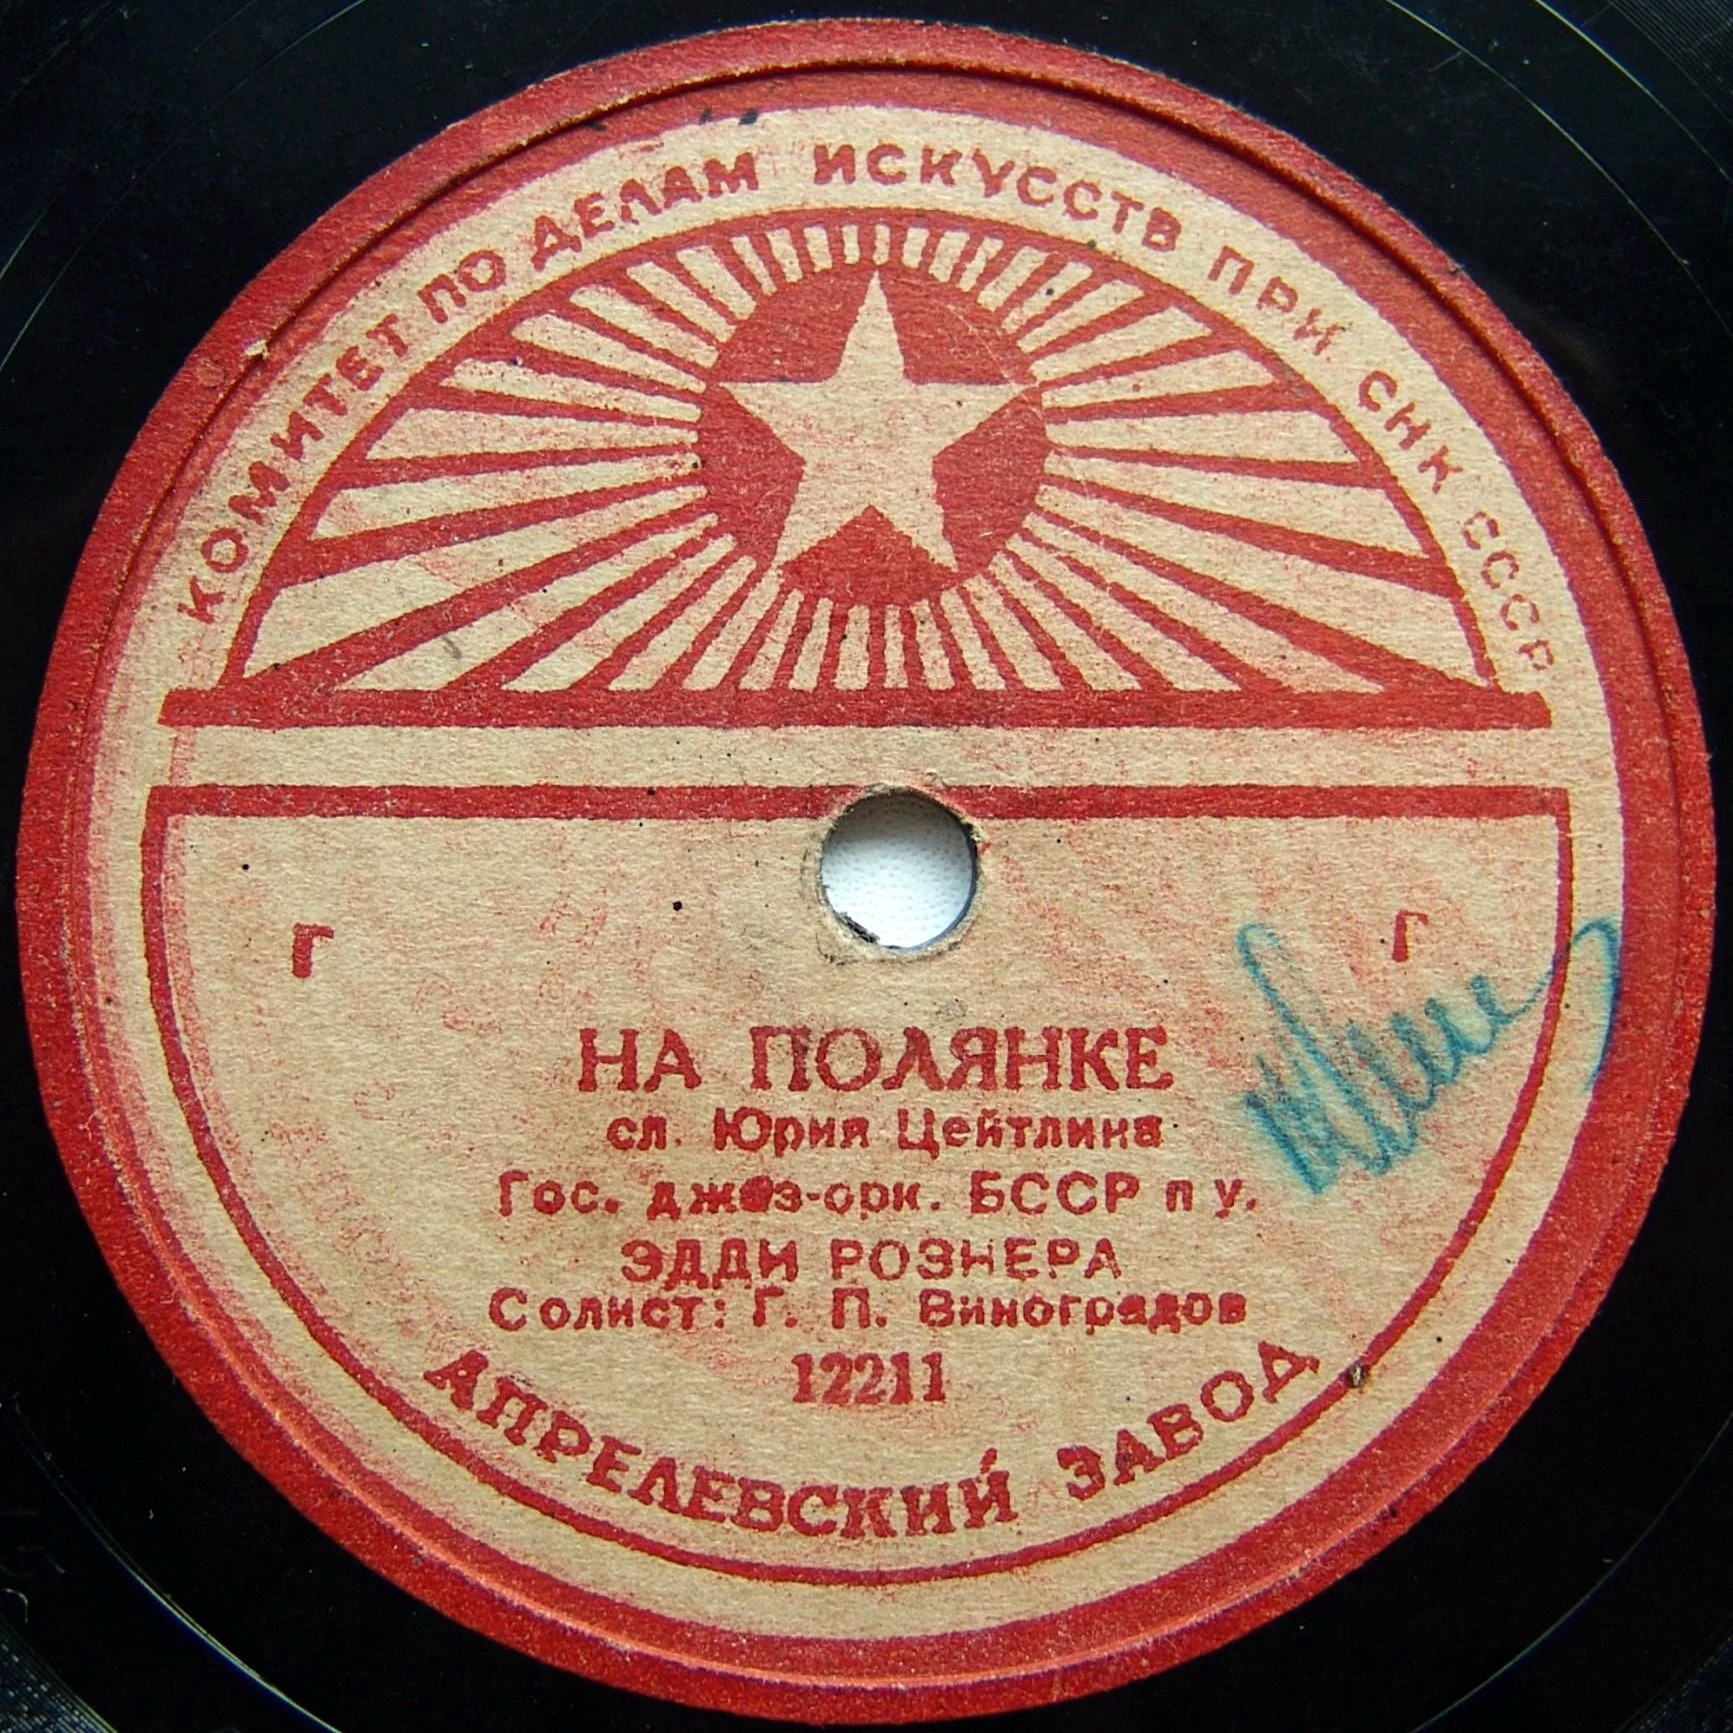 КОМИТЕТ ПО ДЕЛАМ ИСКУССТВ ПРИ СНК СССР
Г Г
НА ПОЛЯНКЕ
сл. Юрия Цейтлина
Гос. джаз-орк. БССР п у.
ЭДДИ РОЗНЕРА
Солист: Г. П. Виноградов
12211
АПРЕЛЕВСКИЙ ЗАВОД